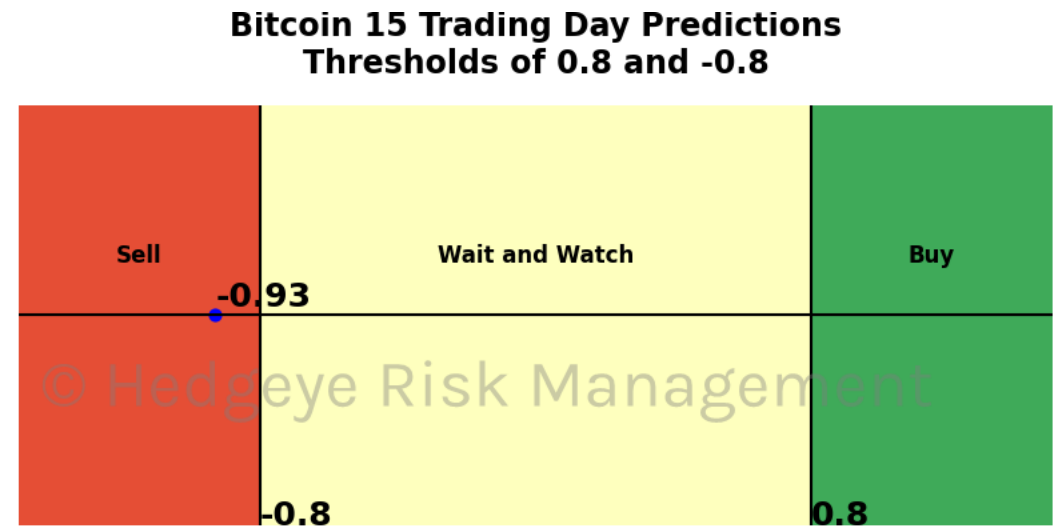 Bitcoin 15 Trading Day Predictions
Thresholds of 0.8 and -0.8
Sell
Wait and Watch
Buy
-0.93
© Hedgeye Risk Management
-0.8
0.8